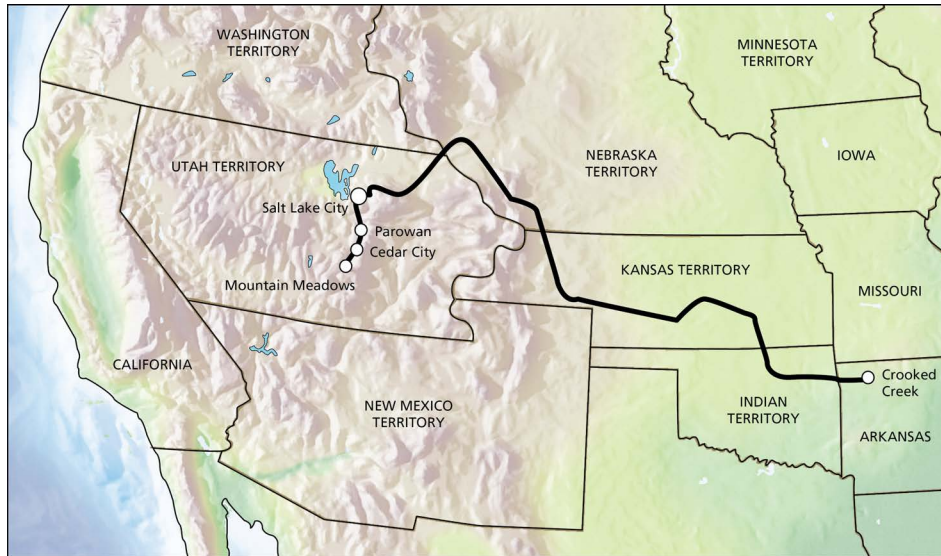 WASHINGTON
TERRITORY
MINNESOTA
TERRITORY
UTAH TERRITORY
NEBRASKA
TERRITORY
IOWA
Salt Lake City
Parowan
Cedar City
Mountain Meadows
KANSAS TERRITORY
MISSOURI
CALIFORNIA
Crooked
Creek
NEW MEXICO
TERRITORY
INDIAN
TERRITORY
ARKANSAS